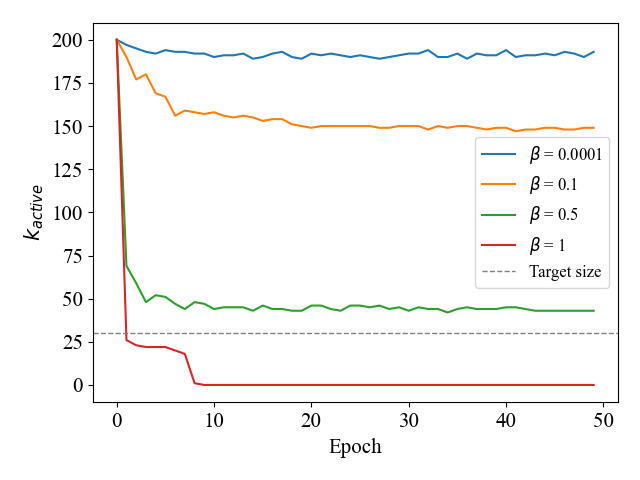 200
175
150
125
100
75
50
25
0
k_active
0 10 20 30 40 50
Epoch
β = 0.0001
β = 0.1
β = 0.5
β = 1
Target size